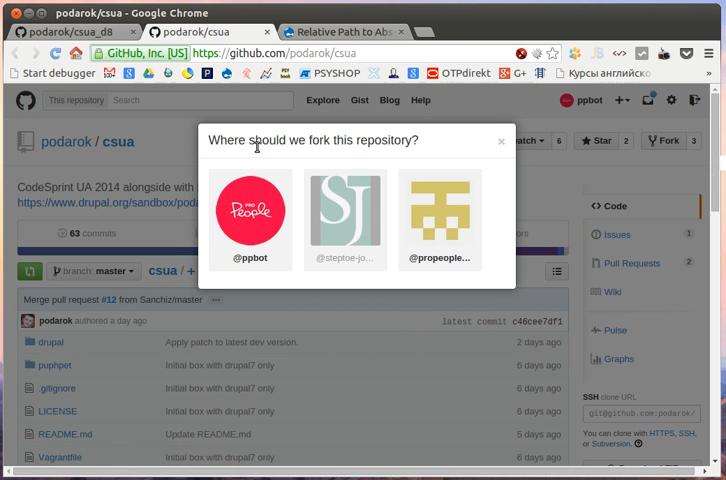 podarok/csua - Google Chrome
podarok/csua_d8
podarok/csua
Relative Path to Abs
GitHub, Inc. [US]
https://github.com/podarok/csua
Start debugger
PSYSHOP
OTPdirekt
G+
Курсы английско
This repository
Search
Explore
Gist
Blog
Help
ppbot
podarok / csua
Where should we fork this repository?
×
atch
6
Star
2
Fork
3
PRO
People
SJ
@ppbot
@steptoe-jo...
@propeople...
CodeSprint UA 2014 alongside with
https://www.drupal.org/sandbox/poda
63 commits
ors
branch: master
csua / +
Merge pull request #12 from Sanchiz/master
...
podarok authored a day ago
latest commit c46cee7df1
drupal
Apply patch to latest dev version.
2 days ago
puphpet
Initial box with drupal7 only
6 days ago
.gitignore
Initial box with drupal7 only
6 days ago
LICENSE
Initial box with drupal7 only
6 days ago
README.md
Update README.md
5 days ago
Vagrantfile
Initial box with drupal7 only
6 days ago
Code
Issues
1
Pull Requests
2
Wiki
Pulse
Graphs
SSH clone URL
git@github.com:podarok/
You can clone with HTTPS, SSH,
or Subversion.